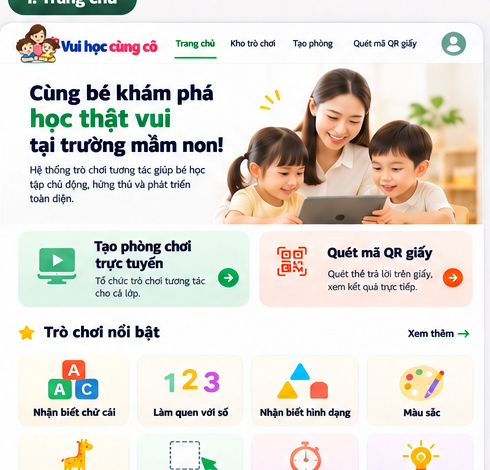 1. Trang chủ
Vui học cùng cô
Trang chủ
Kho trò chơi
Tạo phòng
Quét mã QR giấy
Cùng bé khám phá
học thật vui
tại trường mầm non!
Hệ thống trò chơi tương tác giúp bé học
tập chủ động, hứng thú và phát triển
toàn diện.
Tạo phòng chơi
trực tuyến
Tổ chức trò chơi tương tác
cho cả lớp.
Quét mã QR giấy
Quét thẻ trả lời trên giấy,
xem kết quả trực tiếp.
Trò chơi nổi bật
Xem thêm
A
A C
Nhận biết chữ cái
1 2 3
Làm quen với số
Nhận biết hình dạng
Màu sắc